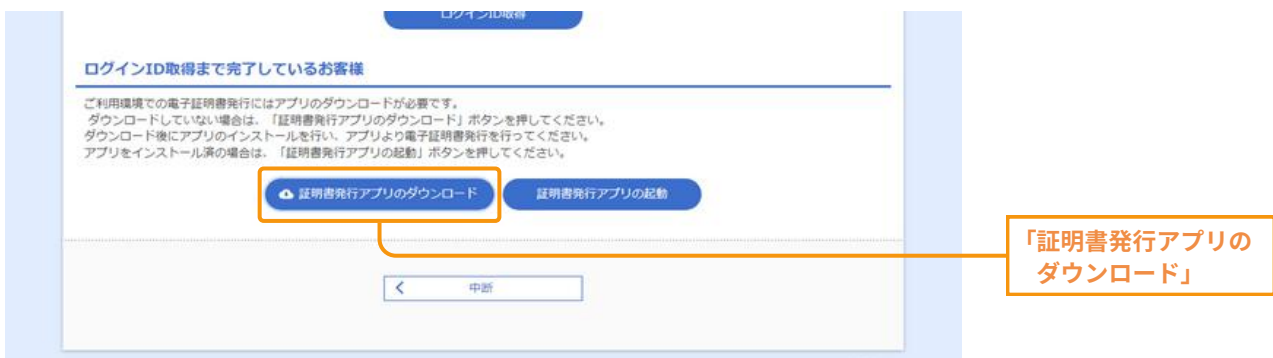 ログインID取得
ログインID取得まで完了しているお客様
ご利用環境での電子証明書発行にはアプリのダウンロードが必要です。
ダウンロードしていない場合は、「証明書発行アプリのダウンロード」ボタンを押してください。
ダウンロード後にアプリのインストールを行い、アプリより電子証明書発行を行ってください。
アプリをインストール済の場合は、「証明書発行アプリの起動」ボタンを押してください。
証明書発行アプリのダウンロード
証明書発行アプリの起動
「証明書発行アプリの
ダウンロード」
中断